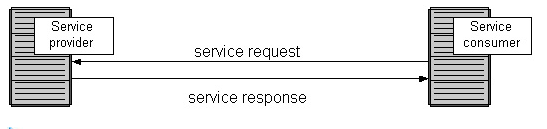 Service
provider
Service
consumer
service request
service response